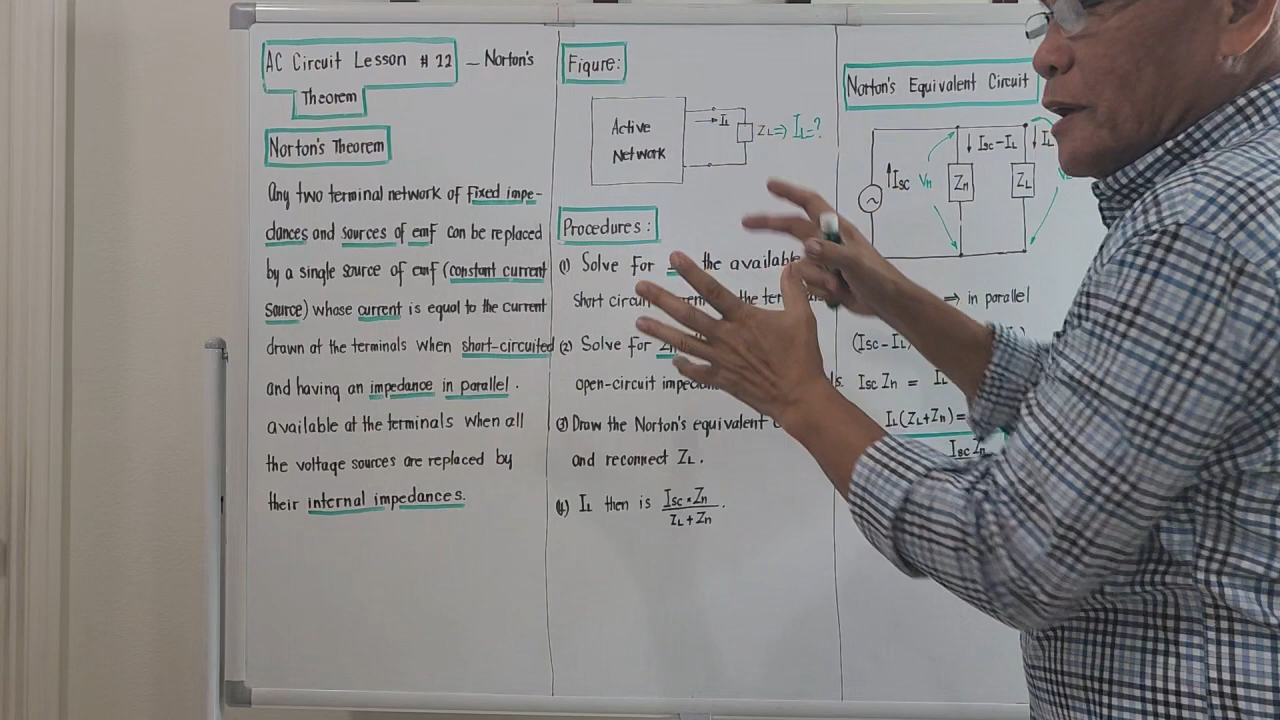 AC Circuit Lesson # 22 – Norton's
Theorem
Norton's Theorem
Any two terminal network of fixed impe-
dances and sources of emf can be replaced
by a single source of emf (constant current
source) whose current is equal to the current
drawn at the terminals when short-circuited
and having an impedance in parallel.
available at the terminals when all
the voltage sources are replaced by
their internal impedances.
Figure:
Active
Network
IL
ZL ⇒ IL=?
Procedures:
(1) Solve for the available
short the
(2) Solve for
open-circuit
(3) Draw the Norton's equivalent
and reconnect ZL.
(4) IL then is Isc • Zn
ZL + Zn
Norton's Equivalent Circuit
Isc
Vn
Zn
Isc - IL
ZL
⇒ in parallel
(Isc - IL)
Isc Zn =
IL(ZL+Zn)=
Isc Zn